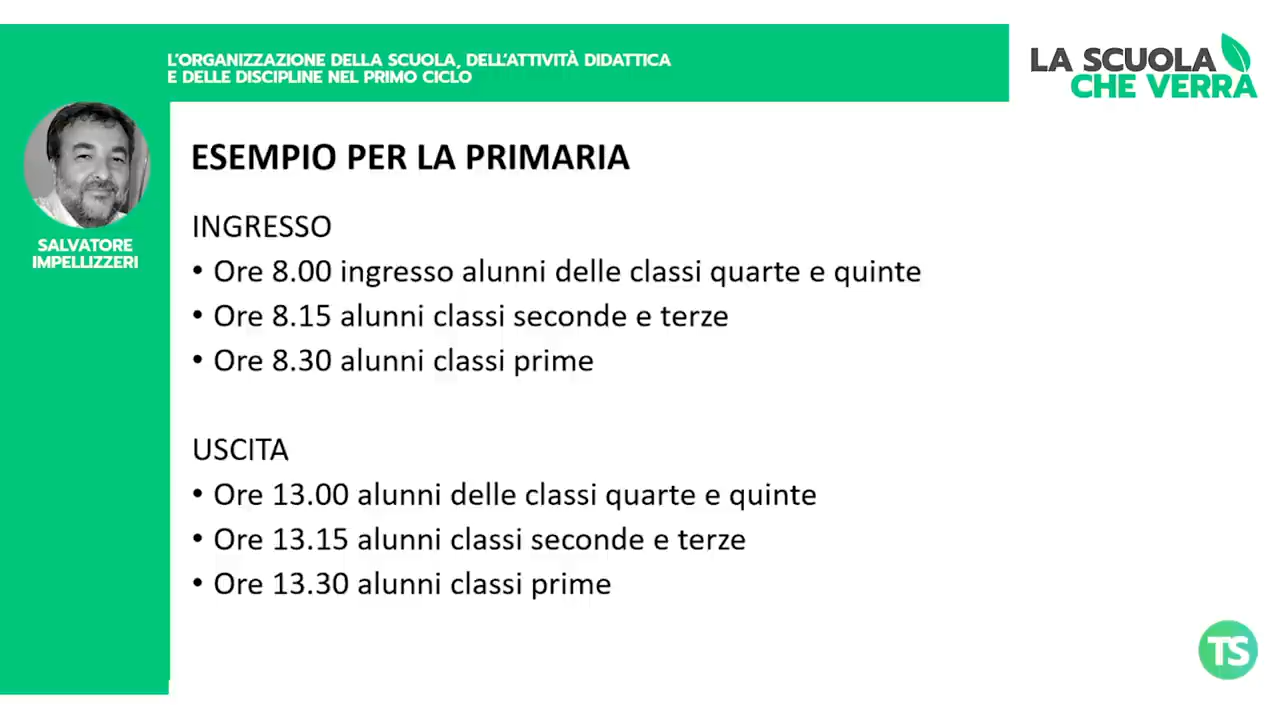 L'ORGANIZZAZIONE DELLA SCUOLA, DELL'ATTIVITÀ DIDATTICA
E DELLE DISCIPLINE NEL PRIMO CICLO
LA SCUOLA
CHE VERRÀ
SALVATORE
IMPELLIZZERI
ESEMPIO PER LA PRIMARIA
INGRESSO
• Ore 8.00 ingresso alunni delle classi quarte e quinte
• Ore 8.15 alunni classi seconde e terze
• Ore 8.30 alunni classi prime
USCITA
• Ore 13.00 alunni delle classi quarte e quinte
• Ore 13.15 alunni classi seconde e terze
• Ore 13.30 alunni classi prime
TS